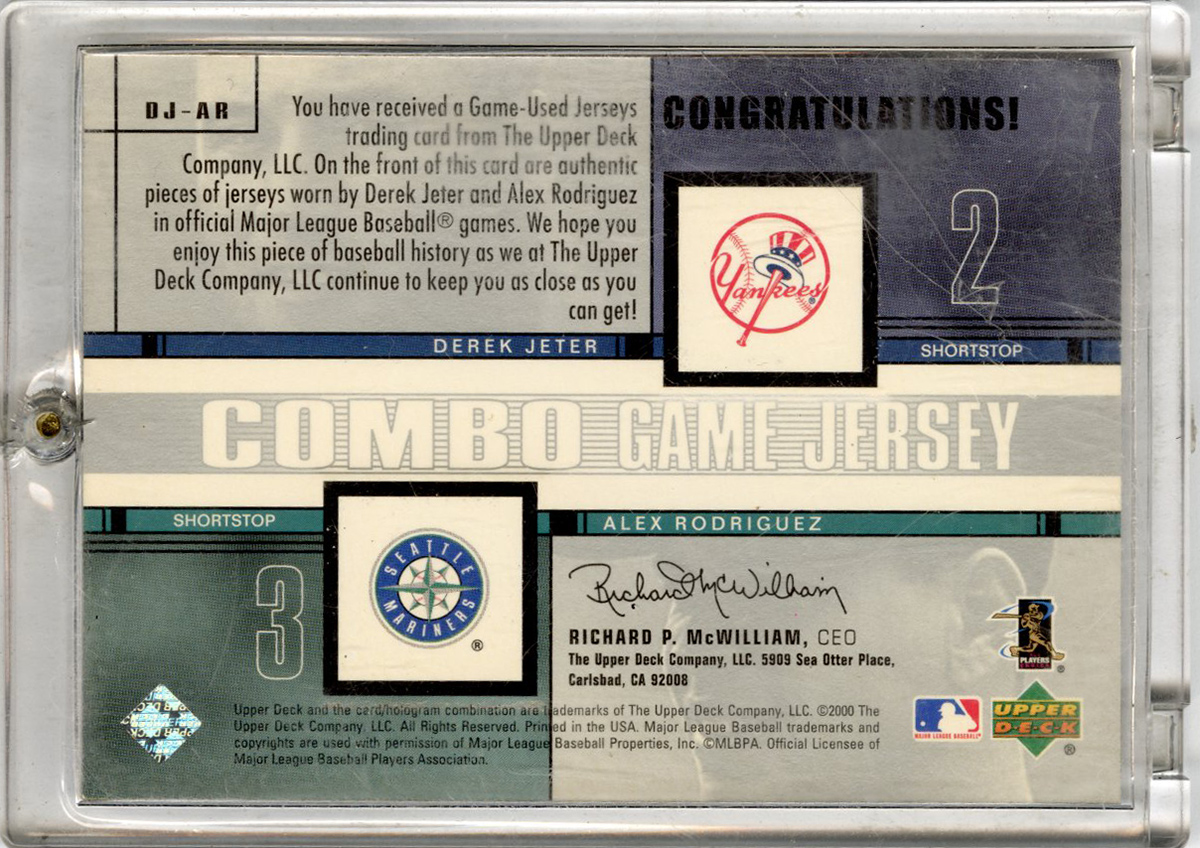 DJ-AR
You have received a Game-Used Jerseys
trading card from The Upper Deck
Company, LLC. On the front of this card are authentic
pieces of jerseys worn by Derek Jeter and Alex Rodriguez
in official Major League Baseball® games. We hope you
enjoy this piece of baseball history as we at The Upper
Deck Company, LLC continue to keep you as close as you
can get!
CONGRATULATIONS!
Yankees®
2
DEREK JETER
SHORTSTOP
COMBO GAME JERSEY
SHORTSTOP
ALEX RODRIGUEZ
3
SEATTLE
MARINERS
®
Richard McWilliam
RICHARD P. McWILLIAM, CEO
The Upper Deck Company, LLC. 5909 Sea Otter Place,
Carlsbad, CA 92008
PLAYERS
®
Upper Deck and the card/hologram combination are trademarks of The Upper Deck Company, LLC. ©2000 The
Upper Deck Company, LLC. All Rights Reserved. Printed in the USA. Major League Baseball trademarks and
copyrights are used with permission of Major League Baseball Properties, Inc. ©MLBPA. Official Licensee of
Major League Baseball Players Association.
MAJOR LEAGUE BASEBALL
UPPER
DECK
®